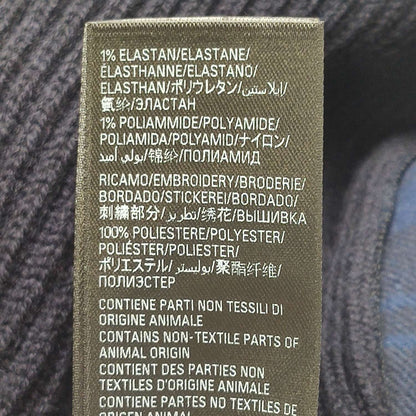 1% ELASTAN/ELASTANE/
ÉLASTHANNE/ELASTANO/
ELASTHAN/ポリウレタン/إيلاستين/
氨纶/ЭЛАСТАН
1% POLIAMMIDE/POLYAMIDE/
POLIAMIDA/POLYAMID/ナイロン/
بولي أميد/锦纶/ПОЛИАМИД
RICAMO/EMBROIDERY/BRODERIE/
BORDADO/STICKEREI/BORDADO/
刺繍部分/تطريز/绣花/ВЫШИВКА
100% POLIESTERE/POLYESTER/
POLIÉSTER/POLYESTER/
ポリエステル/بوليستر/聚酯纤维/
ПОЛИЭСТЕР
CONTIENE PARTI NON TESSILI DI
ORIGINE ANIMALE
CONTAINS NON-TEXTILE PARTS OF
ANIMAL ORIGIN
CONTIENT DES PARTIES NON
TEXTILES D'ORIGINE ANIMALE
CONTIENE PARTES NO TEXTILES DE
ORIGEN ANIMAL